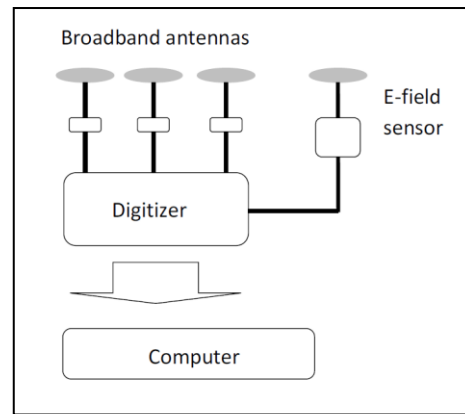 Broadband antennas
E-field
sensor
Digitizer
Computer